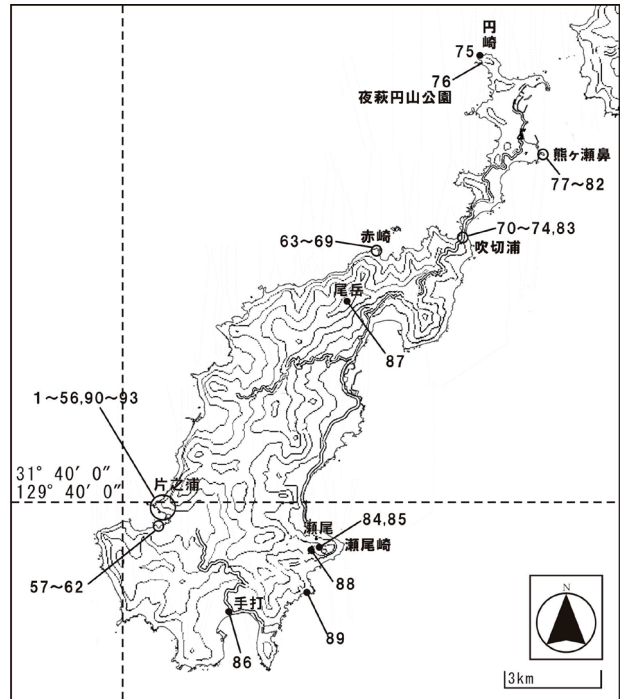 円
崎
75
76
夜萩円山公園
熊ヶ瀬鼻
77～82
70～74,83
吹切浦
赤崎
63～69
尾岳
87
1～56,90～93
31° 40′ 0″
129° 40′ 0″
片之浦
57～62
84,85
瀬尾
瀬尾崎
88
手打
89
86
N
3km